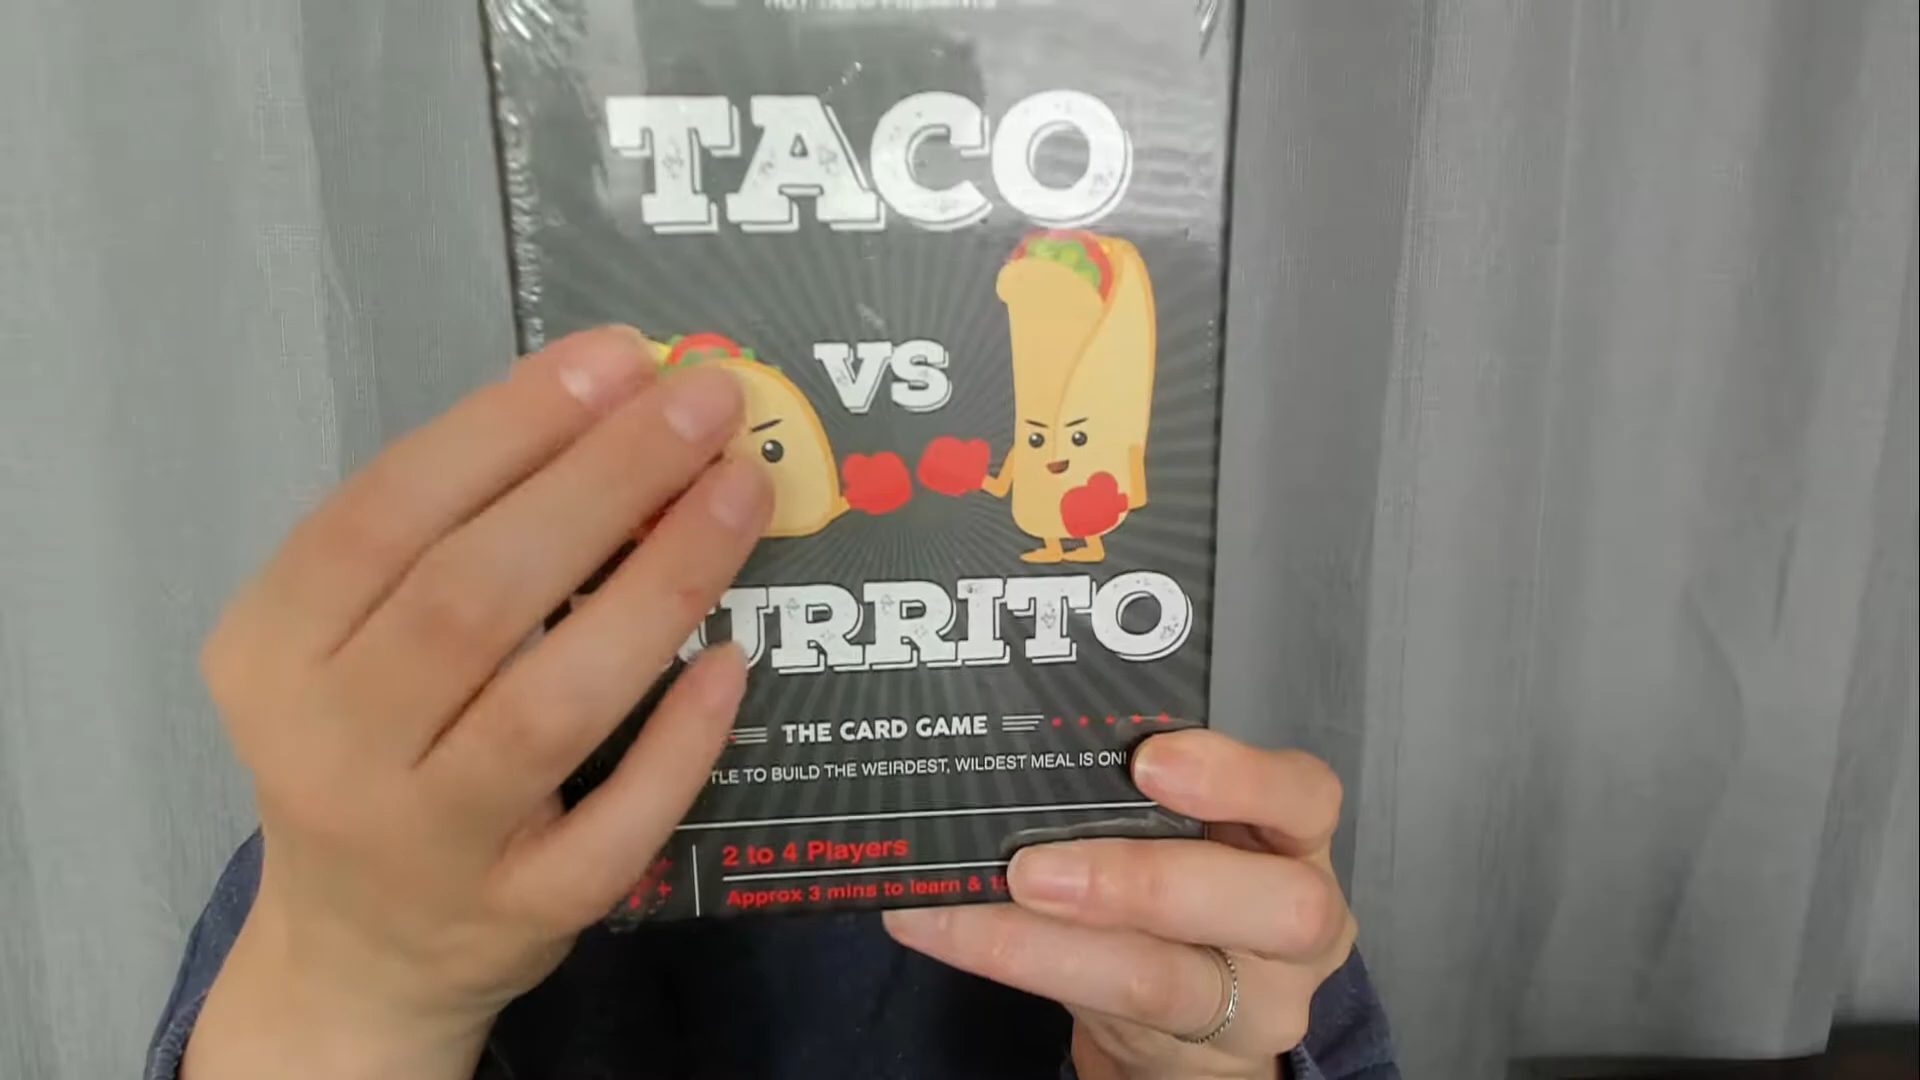 TACO
VS
URRITO
THE CARD GAME
TLE TO BUILD THE WEIRDEST, WILDEST MEAL IS ON!
2 to 4 Players
Approx 3 mins to learn & 1